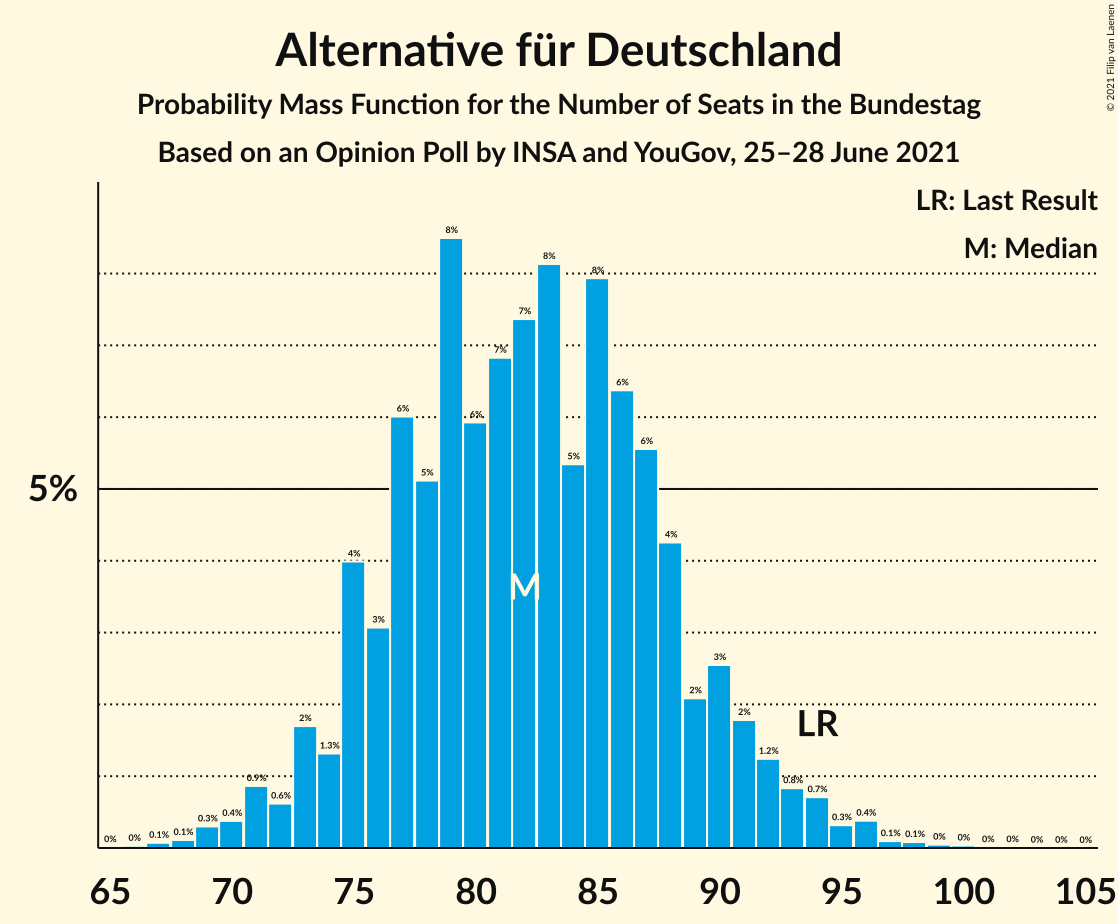 Alternative für Deutschland
Probability Mass Function for the Number of Seats in the Bundestag
Based on an Opinion Poll by INSA and YouGov, 25–28 June 2021
© 2021 Filip van Laenen
LR: Last Result
M: Median
5%
0% 0% 0.1% 0.1% 0.3% 0.4% 0.9% 0.6% 2% 1.3% 4% 3% 6% 5% 8% 6% 7% 7% 8% 5% 8% 6% 6% 4% 2% 3% 2% 1.2% 0.8% 0.7% 0.3% 0.4% 0.1% 0.1% 0% 0% 0% 0% 0% 0% 0%
M
LR
65 70 75 80 85 90 95 100 105